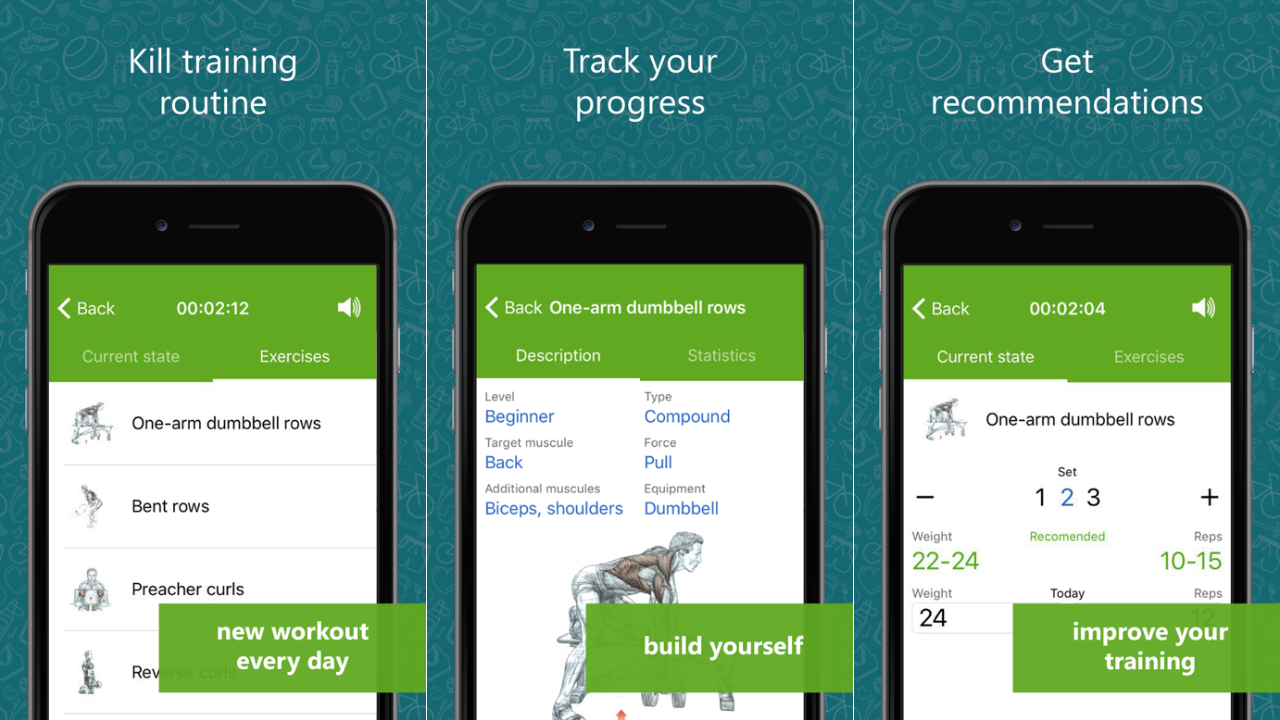 Kill training
routine
Back
00:02:12
Current state
Exercises
One-arm dumbbell rows
Bent rows
Preacher curls
Reverse curls
new workout
every day
Track your
progress
Back One-arm dumbbell rows
Description
Statistics
Level
Type
Beginner
Compound
Target muscle
Force
Back
Pull
Additional muscles
Equipment
Biceps, shoulders
Dumbbell
build yourself
Get
recommendations
Back
00:02:04
Current state
Exercises
One-arm dumbbell rows
Set
− 1 2 3 +
Weight
Recomended
Reps
22-24
10-15
Weight
Today
Reps
24
12
improve your
training